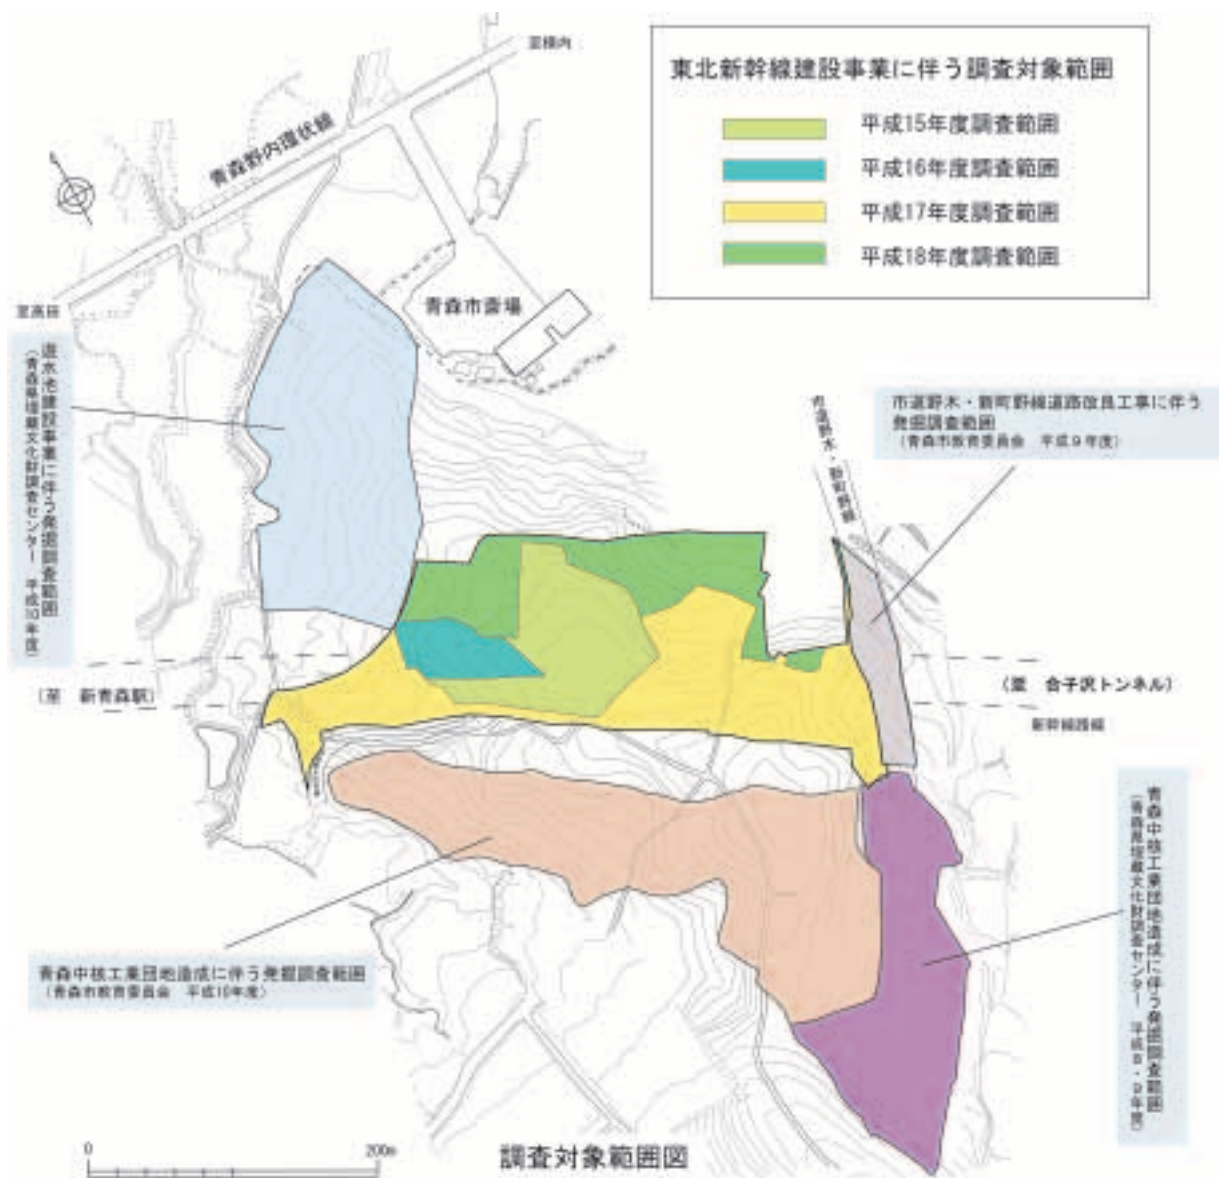 至横内
東北新幹線建設事業に伴う調査対象範囲
平成15年度調査範囲
平成16年度調査範囲
平成17年度調査範囲
平成18年度調査範囲
青森野内環状線
至高田
青森市斎場
遊水池建設事業に伴う発掘調査範囲
（青森県埋蔵文化財調査センター　平成10年度）
市道野木・新町野線
市道野木・新町野線道路改良工事に伴う
発掘調査範囲
（青森市教育委員会　平成9年度）
（至　新青森駅）
（至　合子沢トンネル）
新幹線路線
青森中核工業団地造成に伴う発掘調査範囲
（青森県埋蔵文化財調査センター　平成8・9年度）
青森中核工業団地造成に伴う発掘調査範囲
（青森市教育委員会　平成10年度）
0
200m
調査対象範囲図